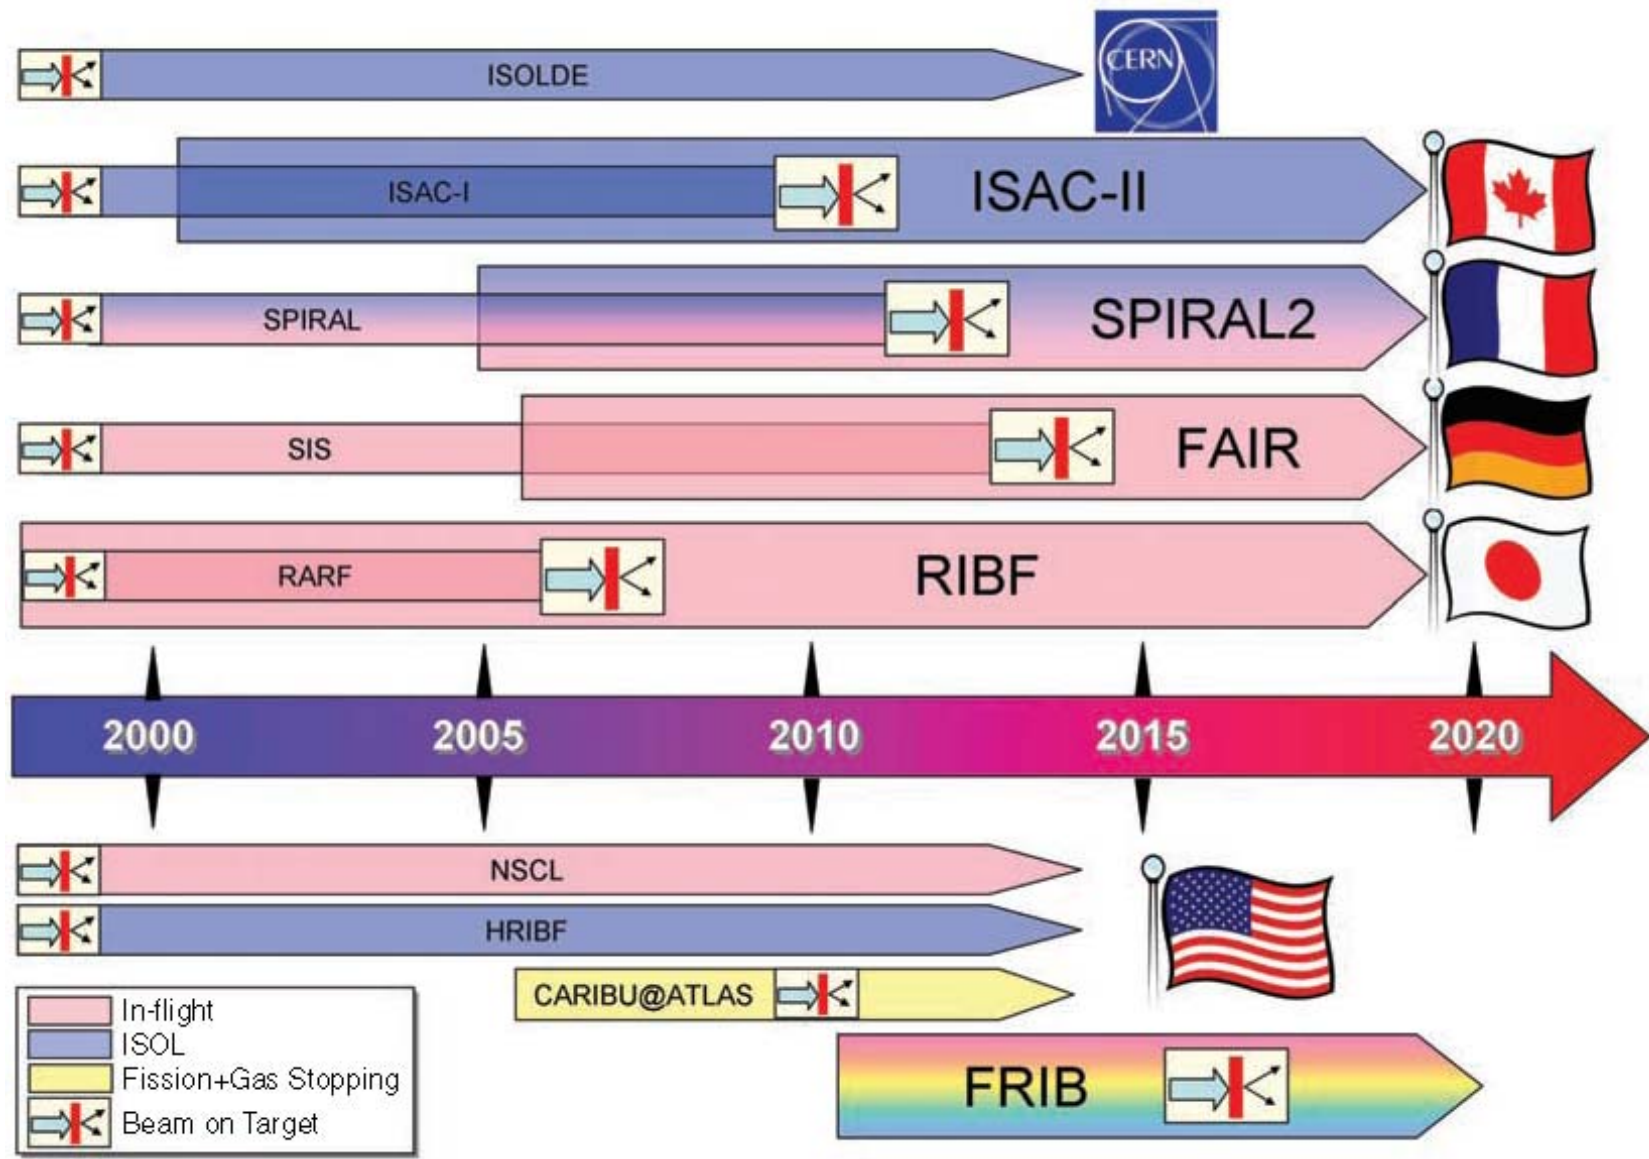 ISOLDE
CERN
ISAC-I
ISAC-II
SPIRAL
SPIRAL2
SIS
FAIR
RARF
RIBF
2000 2005 2010 2015 2020
NSCL
HRIBF
CARIBU@ATLAS
FRIB
In-flight
ISOL
Fission+Gas Stopping
Beam on Target